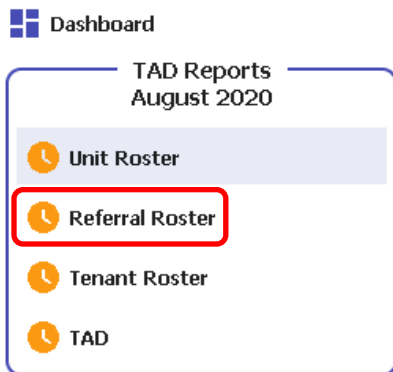 Dashboard
TAD Reports
August 2020
Unit Roster
Referral Roster
Tenant Roster
TAD